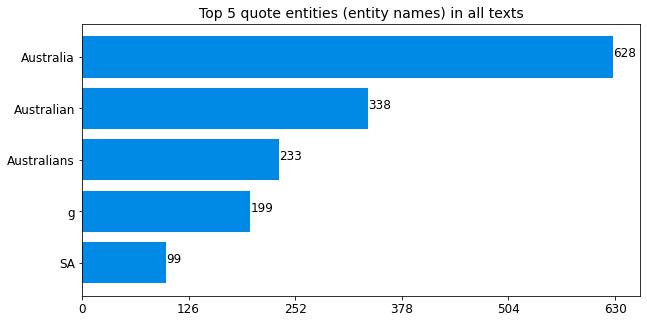 Top 5 quote entities (entity names) in all texts
Australia
628
Australian
338
Australians
233
g
199
SA
99
0 126 252 378 504 630